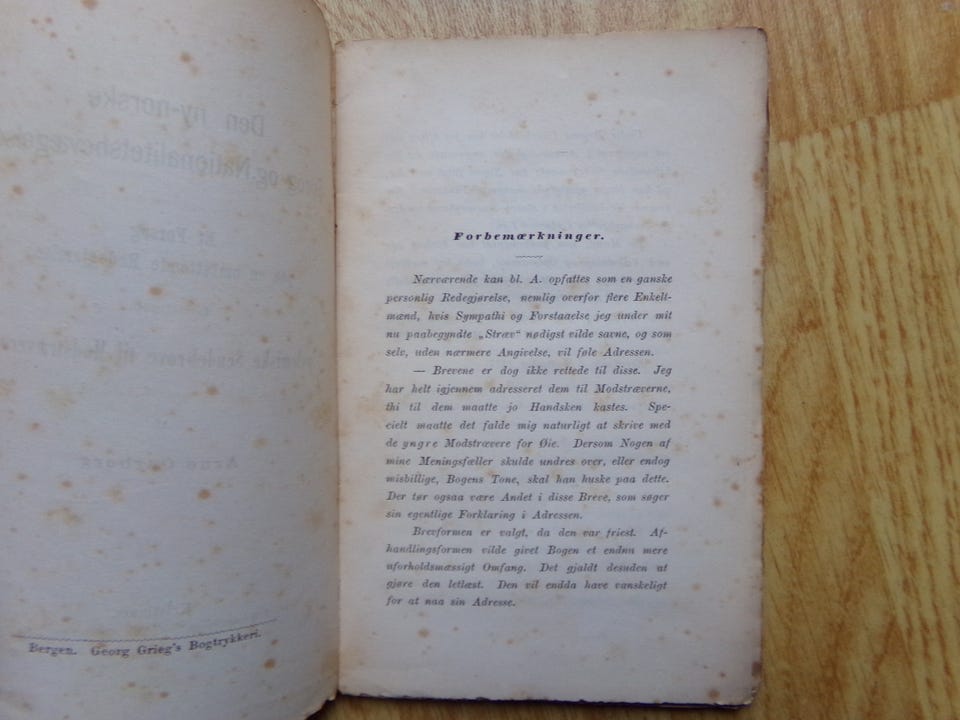 Bergen. Georg Grieg's Bogtrykkeri.
Forbemærkninger.
Nærværende kan bl. A. opfattes som en ganske
personlig Redegjørelse, nemlig overfor flere Enkelt-
mænd, hvis Sympathi og Forstaaelse jeg under mit
nu paabegyndte „Stræv“ nødigst vilde savne, og som
selv, uden nærmere Angivelse, vil føle Adressen.
— Brevene er dog ikke rettede til disse. Jeg
har helt igjennem adresseret dem til Modstræverne,
thi til dem maatte jo Handsken kastes. Spe-
cielt maatte det falde mig naturligt at skrive med
de yngre Modstrævere for Øie. Dersom Nogen af
mine Meningsfæller skulde undres over, eller endog
misbillige, Bogens Tone, skal han huske paa dette.
Der tør ogsaa være Andet i disse Breve, som søger
sin egentlige Forklaring i Adressen.
Brevformen er valgt, da den var friest. Af-
handlingsformen vilde givet Bogen et endnu mere
uforholdsmæssigt Omfang. Det gjaldt desuden at
gjøre den letlæst. Den vil endda have vanskeligt
for at naa sin Adresse.